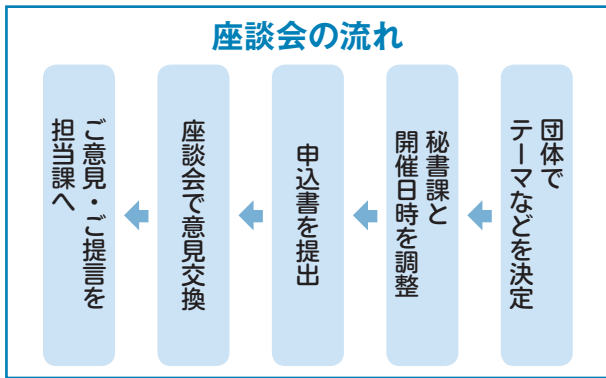 座談会の流れ
団体で
テーマなどを決定
秘書課と
開催日時を調整
申込書を提出
座談会で意見交換
ご意見・ご提言を
担当課へ